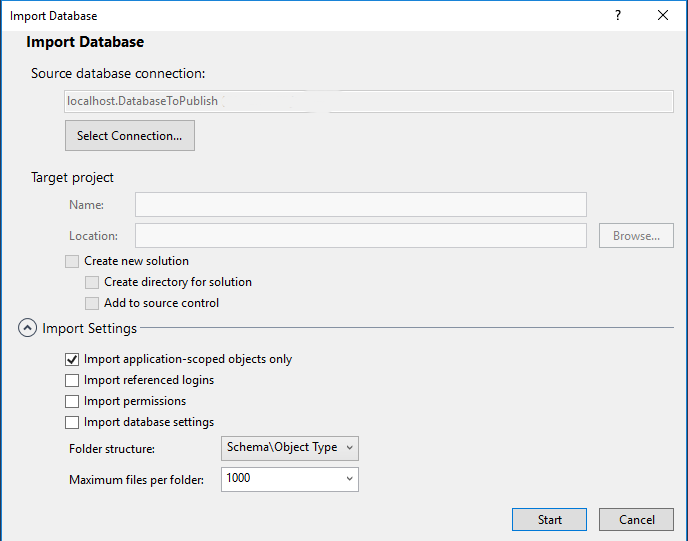 Import Database
?
Import Database
Source database connection:
localhost.DatabaseToPublish
Select Connection...
Target project
Name:
Location:
Browse...
Create new solution
Create directory for solution
Add to source control
Import Settings
Import application-scoped objects only
Import referenced logins
Import permissions
Import database settings
Folder structure: Schema\Object Type
Maximum files per folder: 1000
Start Cancel